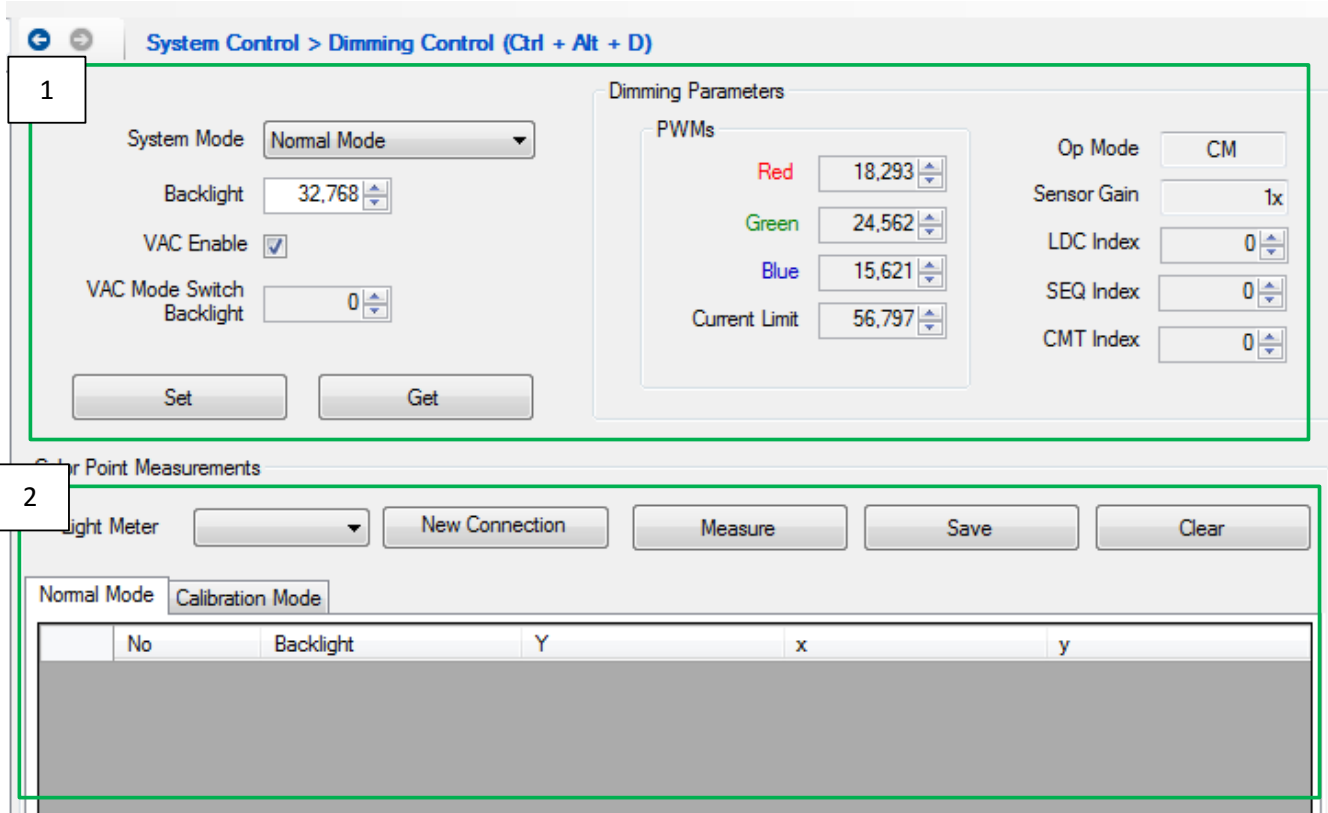 System Control > Dimming Control (Ctrl + Alt + D)
1
System Mode Normal Mode
Backlight 32,768
VAC Enable
VAC Mode Switch
Backlight 0
Set Get
Dimming Parameters
PWMs
Red 18,293
Green 24,562
Blue 15,621
Current Limit 56,797
Op Mode CM
Sensor Gain 1x
LDC Index 0
SEQ Index 0
CMT Index 0
Point Measurements
2
Meter New Connection Measure Save Clear
Normal Mode Calibration Mode
No Backlight Y x y